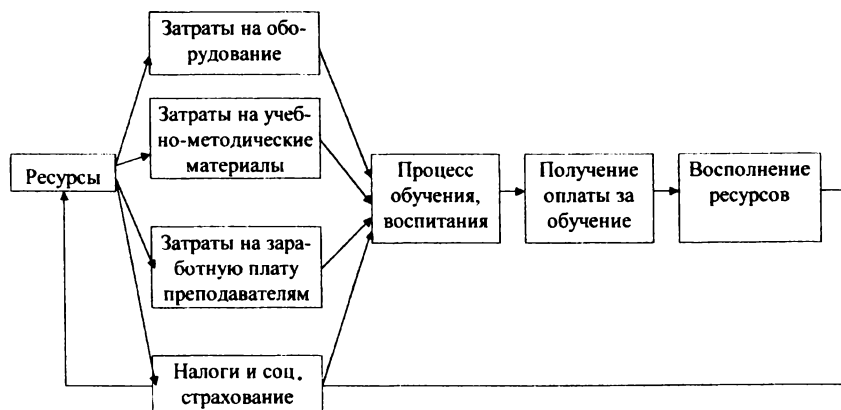 Затраты на обо-
рудование
Затраты на учеб-
но-методические
материалы
Ресурсы
Процесс
обучения,
воспитания
Получение
оплаты за
обучение
Восполнение
ресурсов
Затраты на зара-
ботную плату
преподавателям
Налоги и соц.
страхование